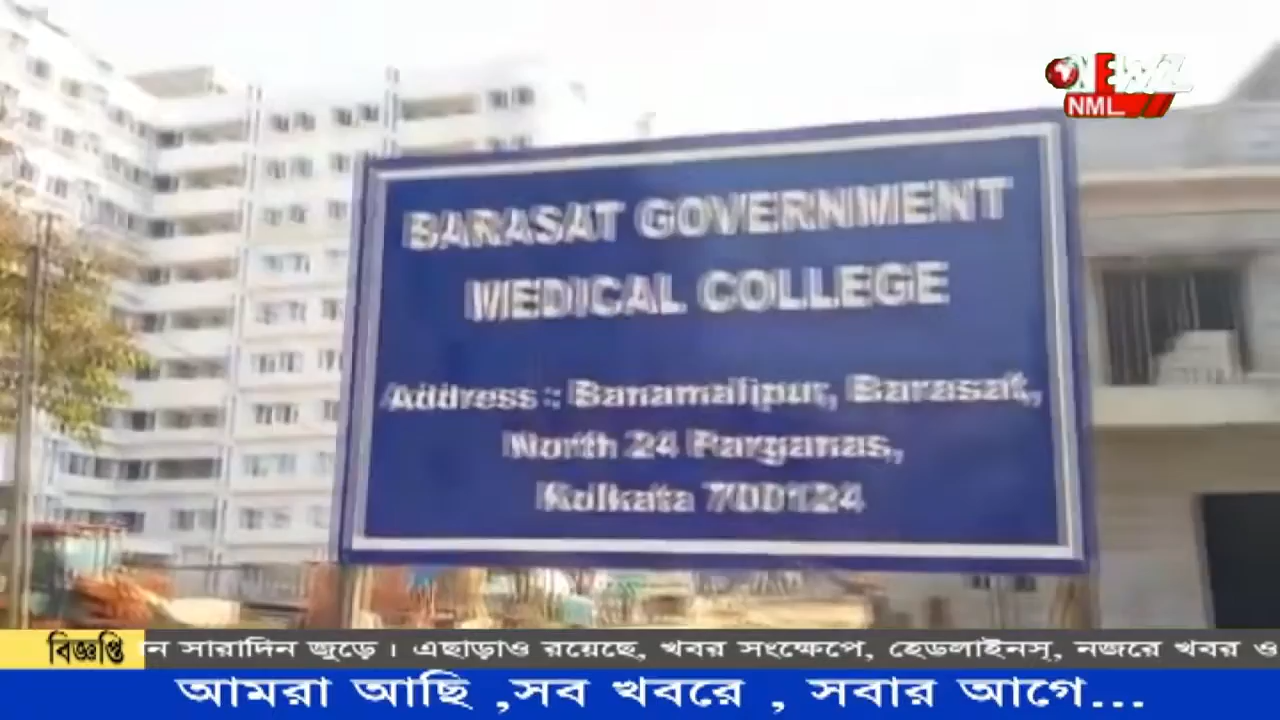 NEWZ
NML
BARASAT GOVERNMENT
MEDICAL COLLEGE
Address : Banamalipur, Barasat,
North 24 Parganas,
Kolkata 700124
বিজ্ঞপ্তি
সারাদিন জুড়ে । এছাড়াও রয়েছে, খবর সংক্ষেপে, হেডলাইনস্, নজরে খবর ও
আমরা আছি ,সব খবরে , সবার আগে...